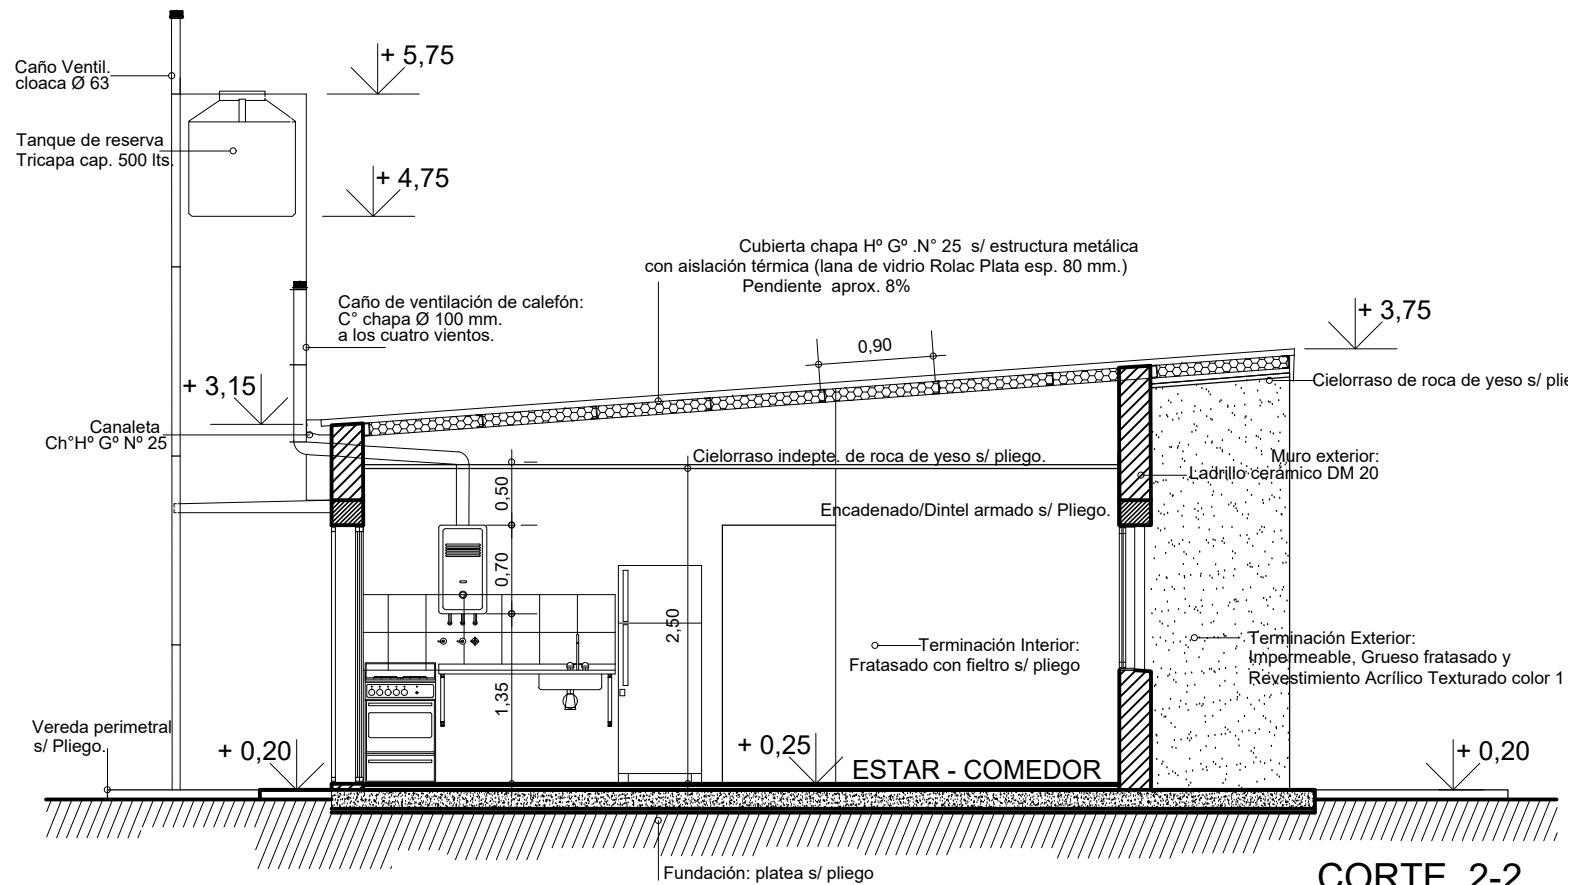 + 5,75
Caño Ventil.
cloaca Ø 63
Tanque de reserva
Tricapa cap. 500 lts.
+ 4,75
Cubierta chapa Hº Gº .N° 25 s/ estructura metálica
con aislación térmica (lana de vidrio Rolac Plata esp. 80 mm.)
Pendiente aprox. 8%
Caño de ventilación de calefón:
C° chapa Ø 100 mm.
a los cuatro vientos.
+ 3,75
0,90
+ 3,15
Cielorraso de roca de yeso s/ plie
Canaleta
Ch°Hº Gº Nº 25
Cielorraso indepte. de roca de yeso s/ pliego.
Muro exterior:
Ladrillo cerámico DM 20
0,50
Encadenado/Dintel armado s/ Pliego.
0,70
2,50
Terminación Interior:
Fratasado con fieltro s/ pliego
Terminación Exterior:
Impermeable, Grueso fratasado y
Revestimiento Acrílico Texturado color 1
1,35
Vereda perimetral
s/ Pliego.
+ 0,20
+ 0,25
ESTAR - COMEDOR
+ 0,20
Fundación: platea s/ pliego
CORTE 2-2